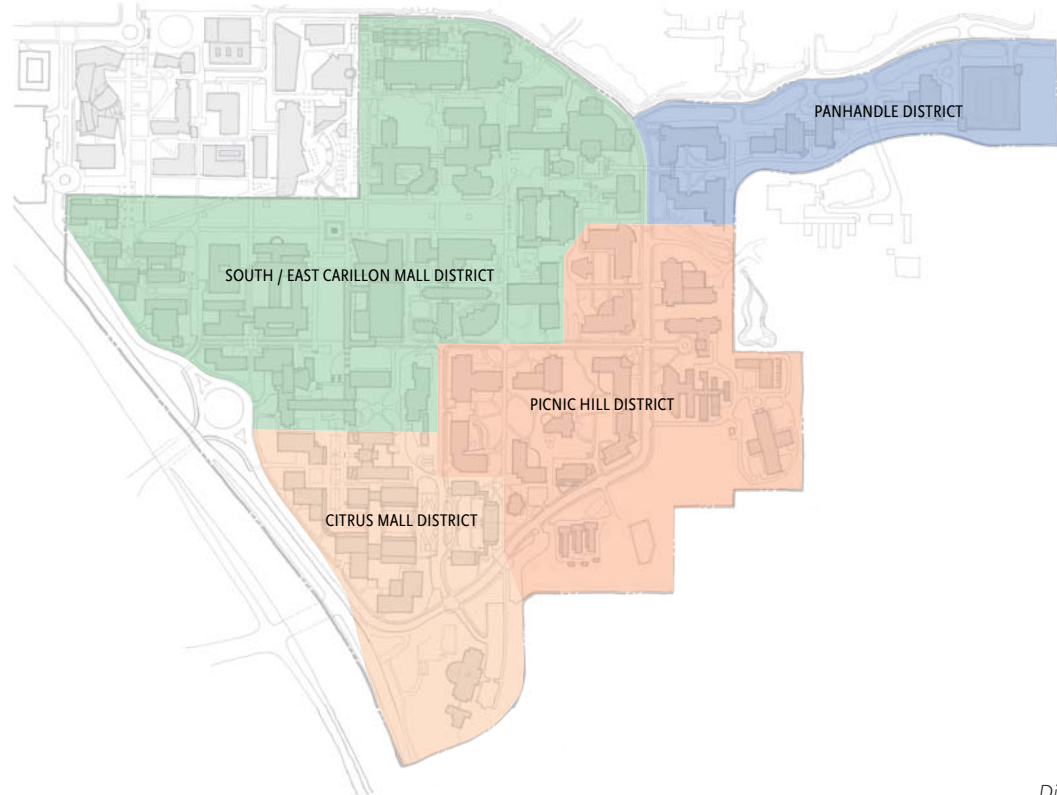 PANHANDLE DISTRICT
SOUTH / EAST CARILLON MALL DISTRICT
PICNIC HILL DISTRICT
CITRUS MALL DISTRICT